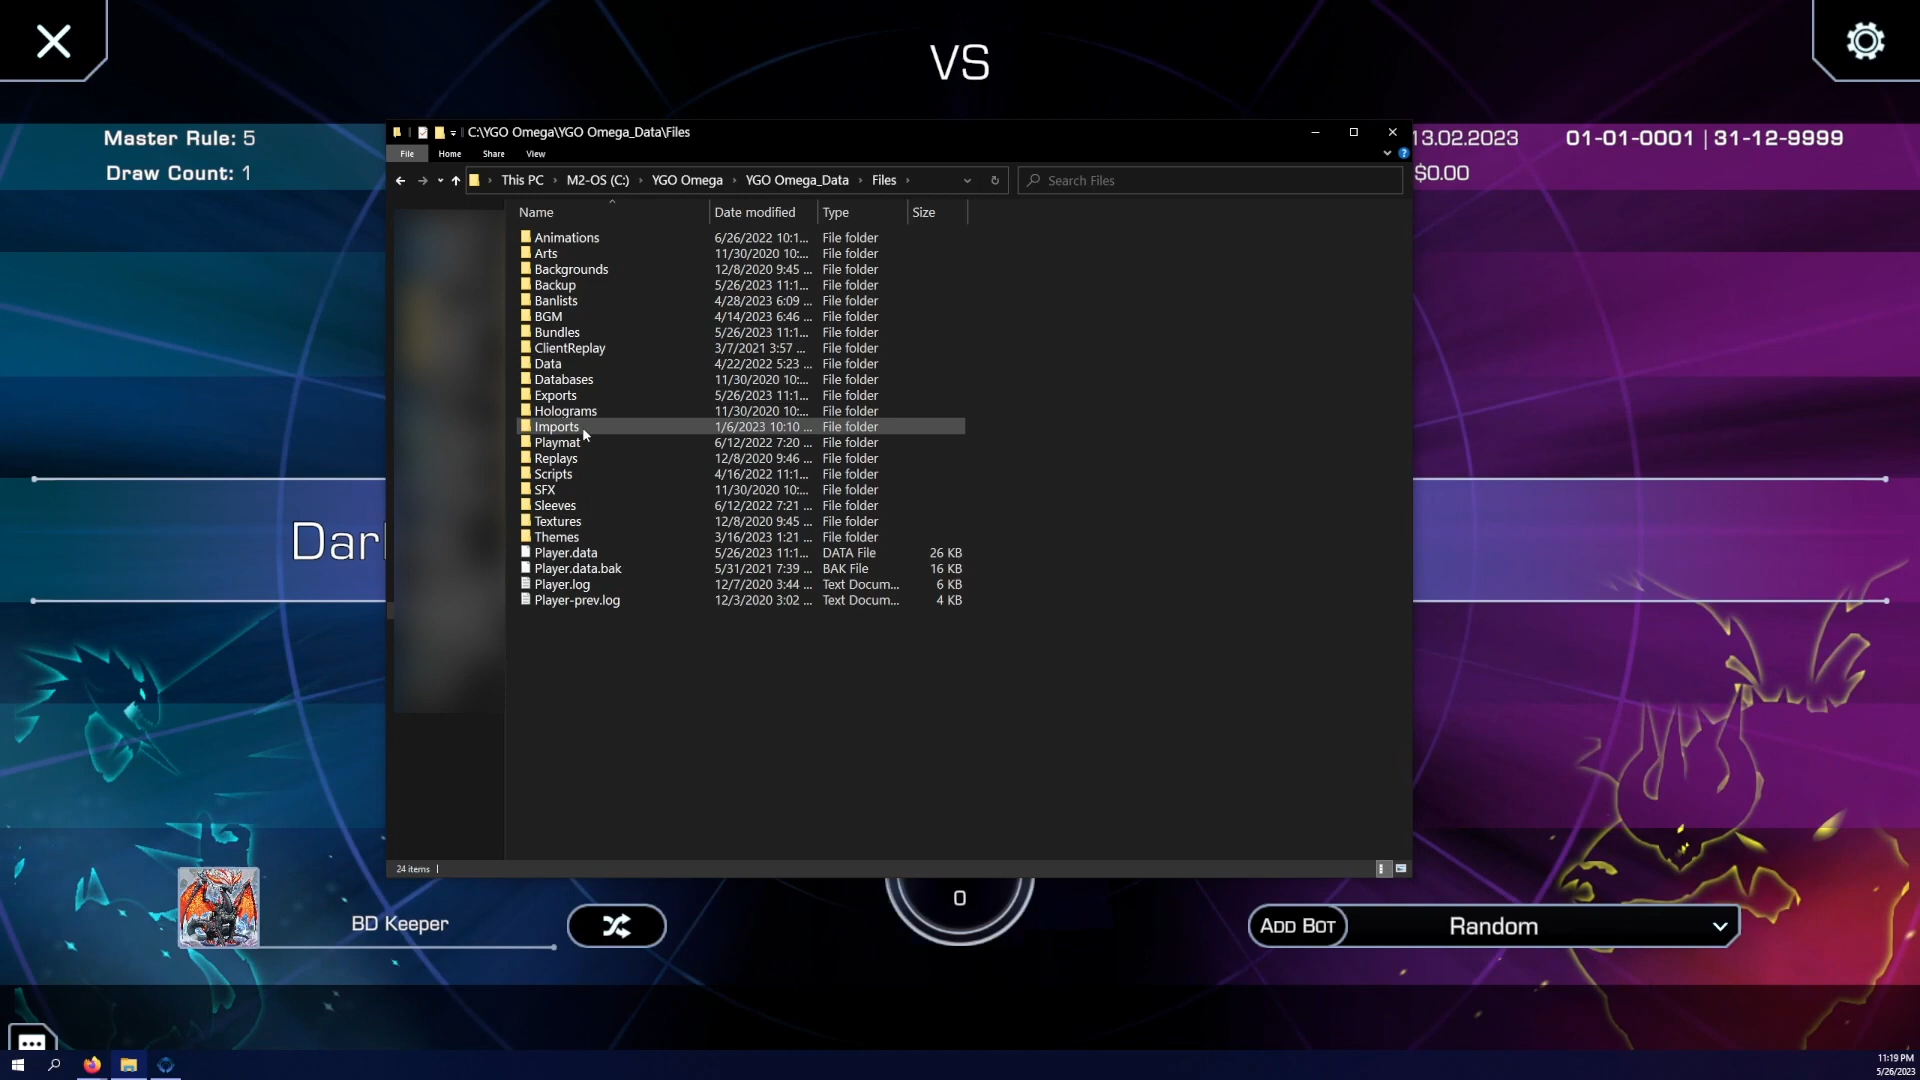 VS
Master Rule: 5
Draw Count: 1
13.02.2023
01-01-0001 | 31-12-9999
$0.00
C:\YGO Omega\YGO Omega_Data\Files
File Home Share View
This PC › M2-OS (C:) › YGO Omega › YGO Omega_Data › Files ›
Search Files
Name Date modified Type Size
Animations 6/26/2022 10:1... File folder
Arts 11/30/2020 10:... File folder
Backgrounds 12/8/2020 9:45 ... File folder
Backup 5/26/2023 11:1... File folder
Banlists 4/28/2023 6:09 ... File folder
BGM 4/14/2023 6:46 ... File folder
Bundles 5/26/2023 11:1... File folder
ClientReplay 3/7/2021 3:57 ... File folder
Data 4/22/2022 5:23 ... File folder
Databases 11/30/2020 10:... File folder
Exports 5/26/2023 11:1... File folder
Holograms 11/30/2020 10:... File folder
Imports 1/6/2023 10:10 ... File folder
Playmat 6/12/2022 7:20 ... File folder
Replays 12/8/2020 9:46 ... File folder
Scripts 4/16/2022 11:1... File folder
SFX 11/30/2020 10:... File folder
Sleeves 6/12/2022 7:21 ... File folder
Textures 12/8/2020 9:45 ... File folder
Themes 3/16/2023 1:21 ... File folder
Player.data 5/26/2023 11:1... DATA File 26 KB
Player.data.bak 5/31/2021 7:39 ... BAK File 16 KB
Player.log 12/7/2020 3:44 ... Text Docum... 6 KB
Player-prev.log 12/3/2020 3:02 ... Text Docum... 4 KB
Dark
24 items
BD Keeper
0
Add Bot
Random
11:19 PM
5/26/2023